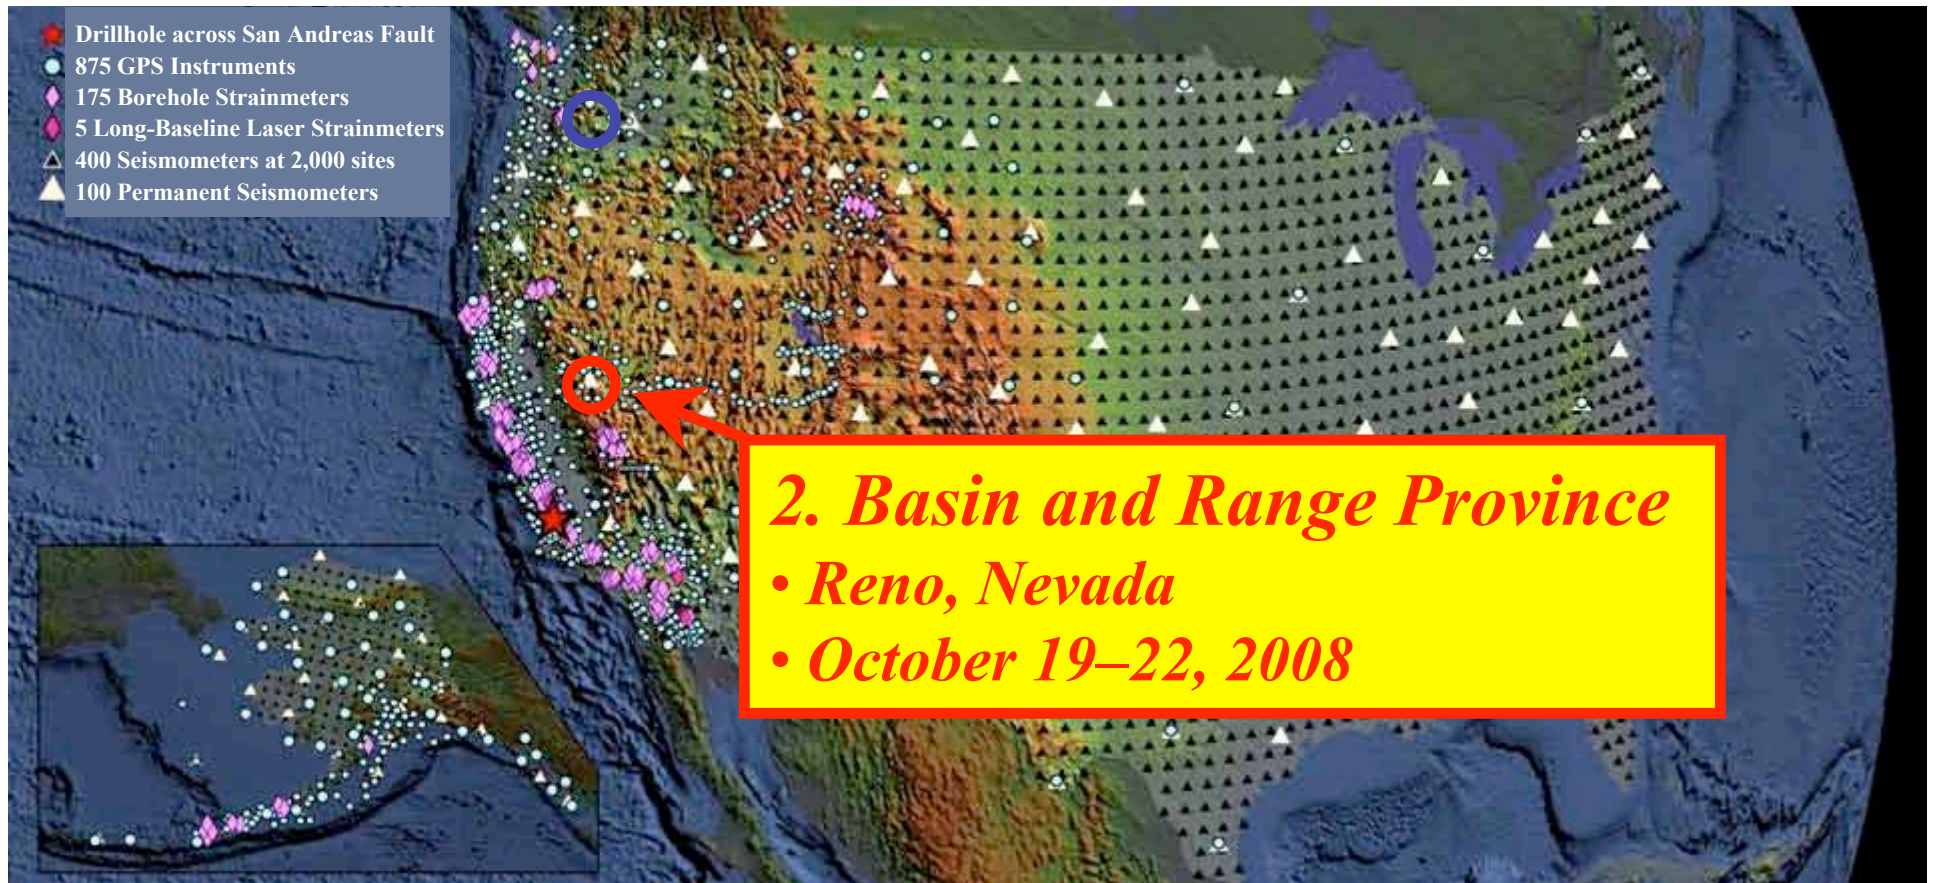 Drillhole across San Andreas Fault
875 GPS Instruments
175 Borehole Strainmeters
5 Long-Baseline Laser Strainmeters
400 Seismometers at 2,000 sites
100 Permanent Seismometers
2. Basin and Range Province
• Reno, Nevada
• October 19–22, 2008